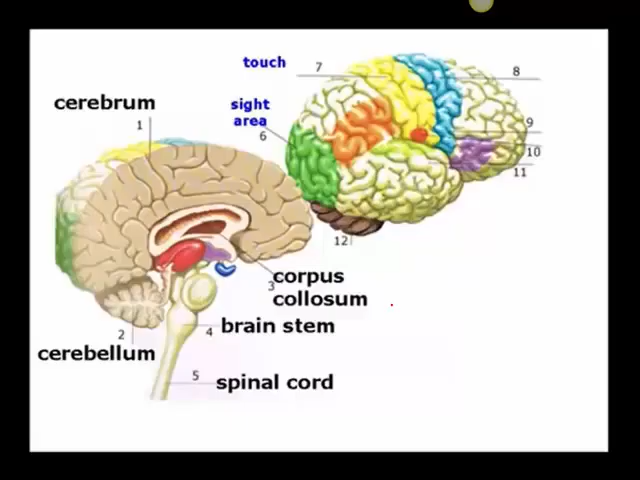 touch
7
8
cerebrum
sight
area
1
6
9
10
11
12
corpus
3
collosum
2
4
brain stem
cerebellum
5
spinal cord